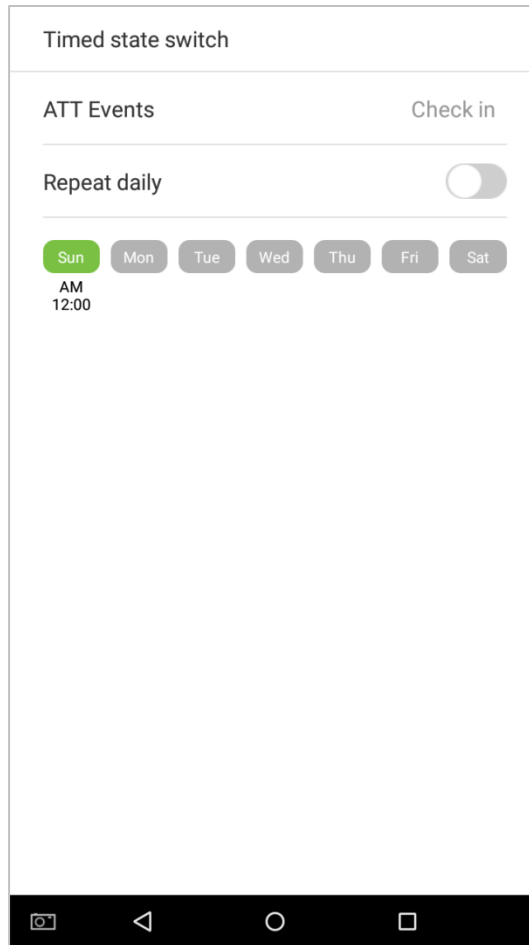 Timed state switch
ATT Events Check in
Repeat daily
Sun Mon Tue Wed Thu Fri Sat
AM
12:00